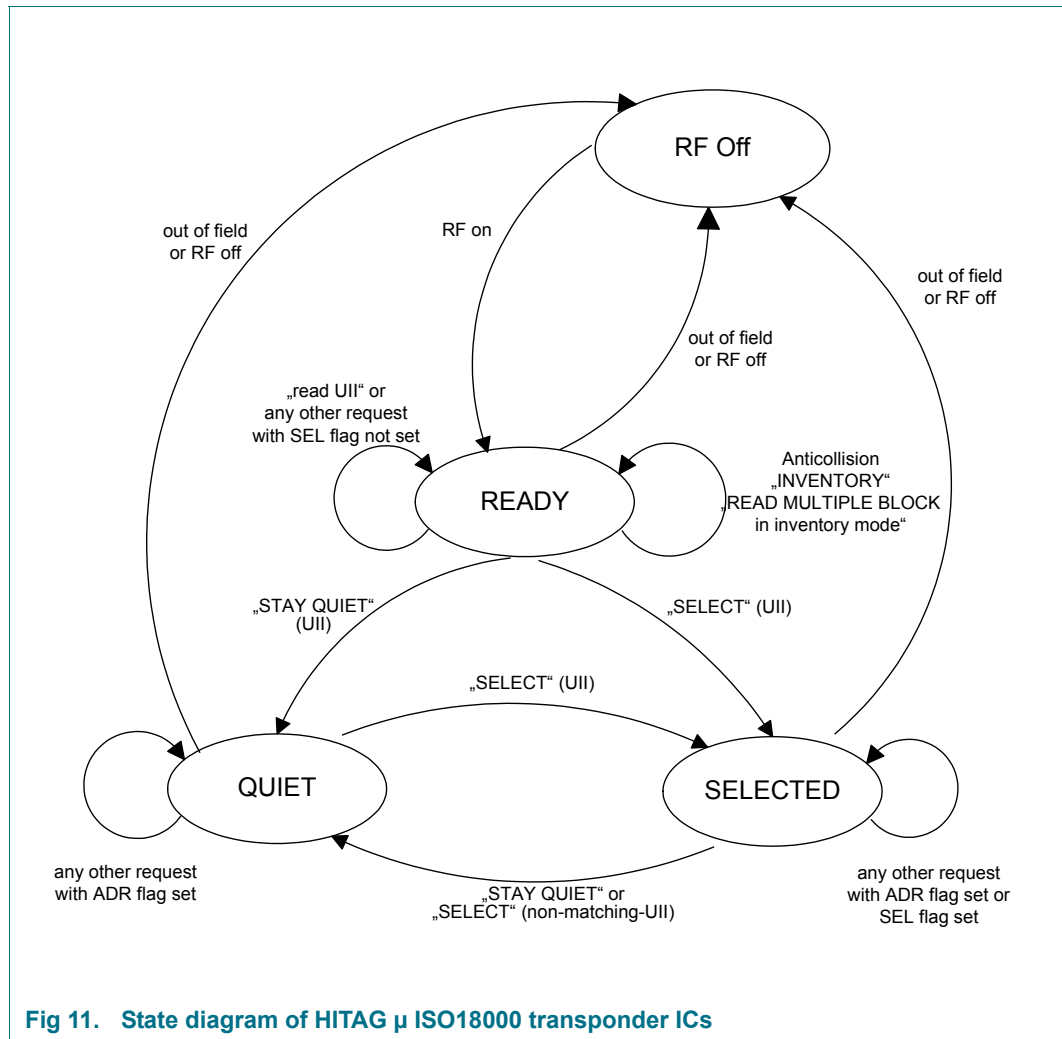 RF Off
out of field
or RF off
RF on
out of field
or RF off
out of field
or RF off
„read UII“ or
any other request
with SEL flag not set
Anticollision
„INVENTORY“
„READ MULTIPLE BLOCK
in inventory mode“
READY
„STAY QUIET“
(UII)
„SELECT“ (UII)
„SELECT“ (UII)
QUIET
SELECTED
any other request
with ADR flag set
„STAY QUIET“ or
„SELECT“ (non-matching-UII)
any other request
with ADR flag set or
SEL flag set
Fig 11. State diagram of HITAG µ ISO18000 transponder ICs